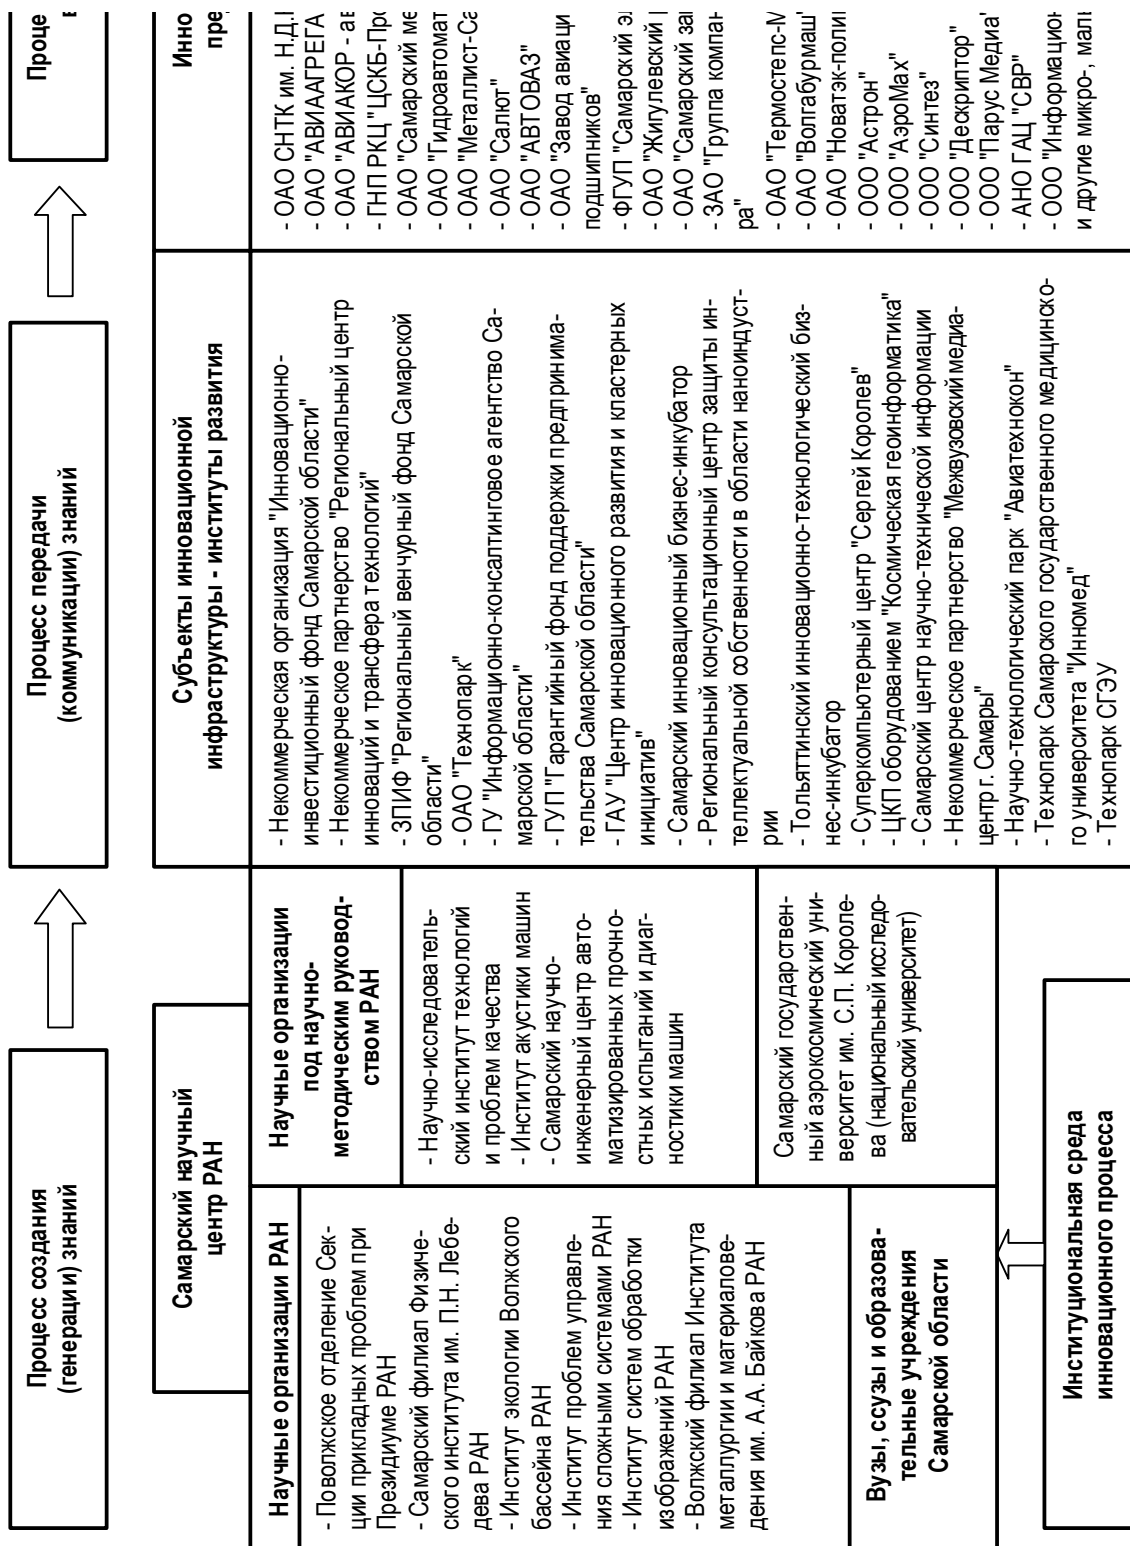 Процесс создания
(генерации) знаний
Процесс передачи
(коммуникации) знаний
Проце
Самарский научный
центр РАН
Субъекты инновационной
инфраструктуры - институты развития
Инно
пре
Научные организации РАН
- Поволжское отделение Сек-
ции прикладных проблем при
Президиуме РАН
- Самарский филиал Физиче-
ского института им. П.Н. Лебе-
дева РАН
- Институт экологии Волжского
бассейна РАН
- Институт проблем управле-
ния сложными системами РАН
- Институт систем обработки
изображений РАН
- Волжский филиал Института
металлургии и материалове-
дения им. А.А. Байкова РАН
Научные организации
под научно-
методическим руковод-
ством РАН
- Научно-исследователь-
ский институт технологий
и проблем качества
- Институт акустики машин
- Самарский научно-
инженерный центр авто-
матизированных прочно-
стных испытаний и диаг-
ностики машин
Вузы, ссузы и образова-
тельные учреждения
Самарской области
Самарский государствен-
ный аэрокосмический уни-
верситет им. С.П. Короле-
ва (национальный исследо-
вательский университет)
- Некоммерческая организация "Инновационно-
инвестиционный фонд Самарской области"
- Некоммерческое партнерство "Региональный центр
инноваций и трансфера технологий"
- ЗПИФ "Региональный венчурный фонд Самарской
области"
- ОАО "Технопарк"
- ГУ "Информационно-консалтинговое агентство Са-
марской области"
- ГУП "Гарантийный фонд поддержки предпринима-
тельства Самарской области"
- ГАУ "Центр инновационного развития и кластерных
инициатив"
- Самарский инновационный бизнес-инкубатор
- Региональный консультационный центр защиты ин-
теллектуальной собственности в области наноиндуст-
рии
- Тольяттинский инновационно-технологический биз-
нес-инкубатор
- Суперкомпьютерный центр "Сергей Королев"
- ЦКП оборудованием "Космическая геоинформатика"
- Самарский центр научно-технической информации
- Некоммерческое партнерство "Межвузовский медиа-
центр г. Самары"
- Научно-технологический парк "Авиатехнокон"
- Технопарк Самарского государственного медицинско-
го университета "Инномед"
- Технопарк СГЭУ
- ОАО СНТК им. Н.Д.
- ОАО "АВИААГРЕГА
- ОАО "АВИАКОР - ав
- ГНП РКЦ "ЦСКБ-Про
- ОАО "Самарский ме
- ОАО "Гидроавтомат
- ОАО "Металлист-Са
- ОАО "Салют"
- ОАО "АВТОВАЗ"
- ОАО "Завод авиаци
подшипников"
- ФГУП "Самарский эл
- ОАО "Жигулевский
- ОАО "Самарский зав
- ЗАО "Группа компан
ра"
- ОАО "Термостепс-М
- ОАО "Волгабурмаш"
- ОАО "Новатэк-поли
- ООО "Астрон"
- ООО "АэроМах"
- ООО "Синтез"
- ООО "Дескриптор"
- ООО "Парус Медиа"
- АНО ГАЦ "СВР"
- ООО "Информацион
и другие микро-, мал
Институциональная среда
инновационного процесса